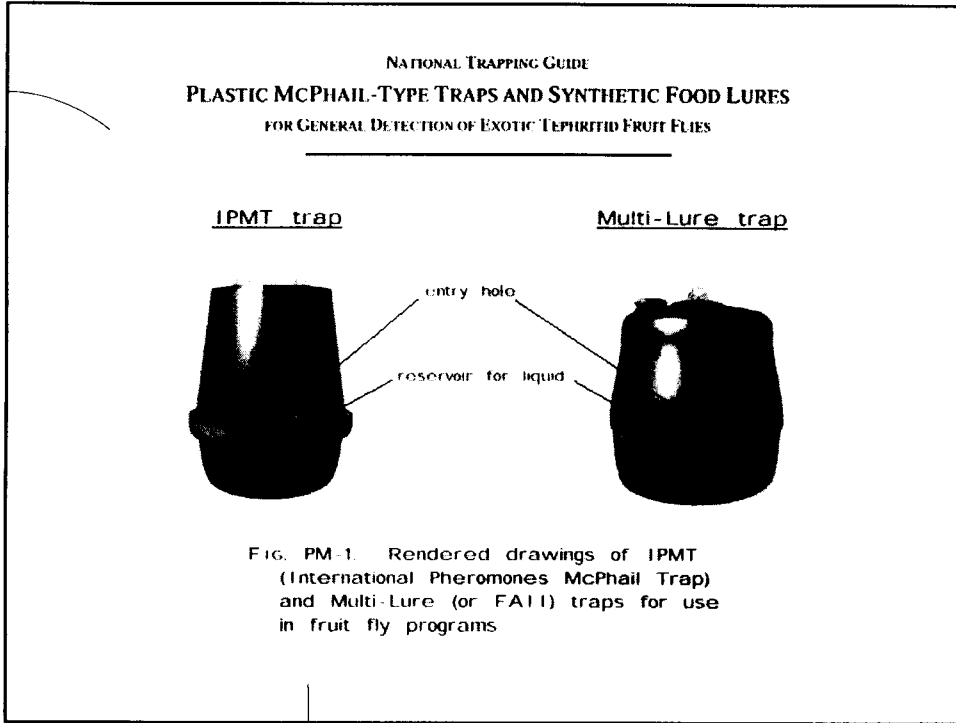 NATIONAL TRAPPING GUIDE
PLASTIC MCPHAIL-TYPE TRAPS AND SYNTHETIC FOOD LURES
FOR GENERAL DETECTION OF EXOTIC TEPHRITID FRUIT FLIES
IPMT trap
Multi-Lure trap
entry hole
reservoir for liquid
FIG. PM-1. Rendered drawings of IPMT
(International Pheromones McPhail Trap)
and Multi-Lure (or FA11) traps for use
in fruit fly programs